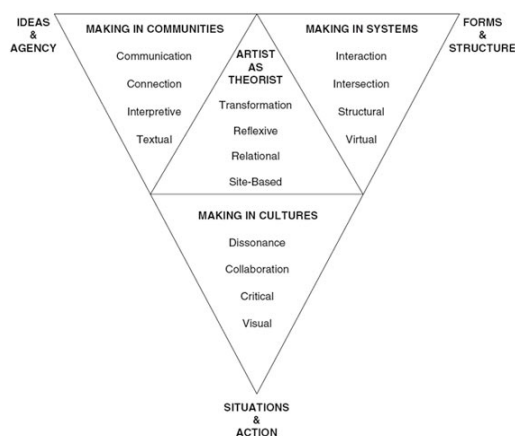 IDEAS
&
AGENCY
MAKING IN COMMUNITIES
Communication
Connection
Interpretive
Textual
ARTIST
AS
THEORIST
Transformation
Reflexive
Relational
Site-Based
MAKING IN SYSTEMS
Interaction
Intersection
Structural
Virtual
FORMS
&
STRUCTURE
MAKING IN CULTURES
Dissonance
Collaboration
Critical
Visual
SITUATIONS
&
ACTION